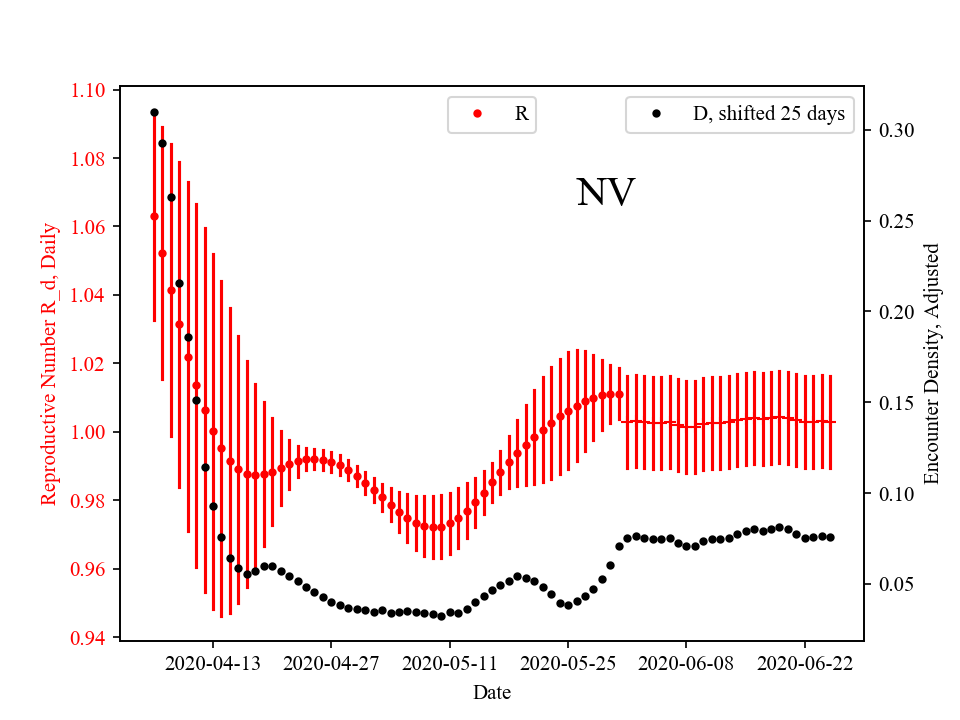 R
D, shifted 25 days
NV
Reproductive Number R_d, Daily
1.10
1.08
1.06
1.04
1.02
1.00
0.98
0.96
0.94
0.30
0.25
0.20
0.15
0.10
0.05
Encounter Density, Adjusted
2020-04-13 2020-04-27 2020-05-11 2020-05-25 2020-06-08 2020-06-22
Date